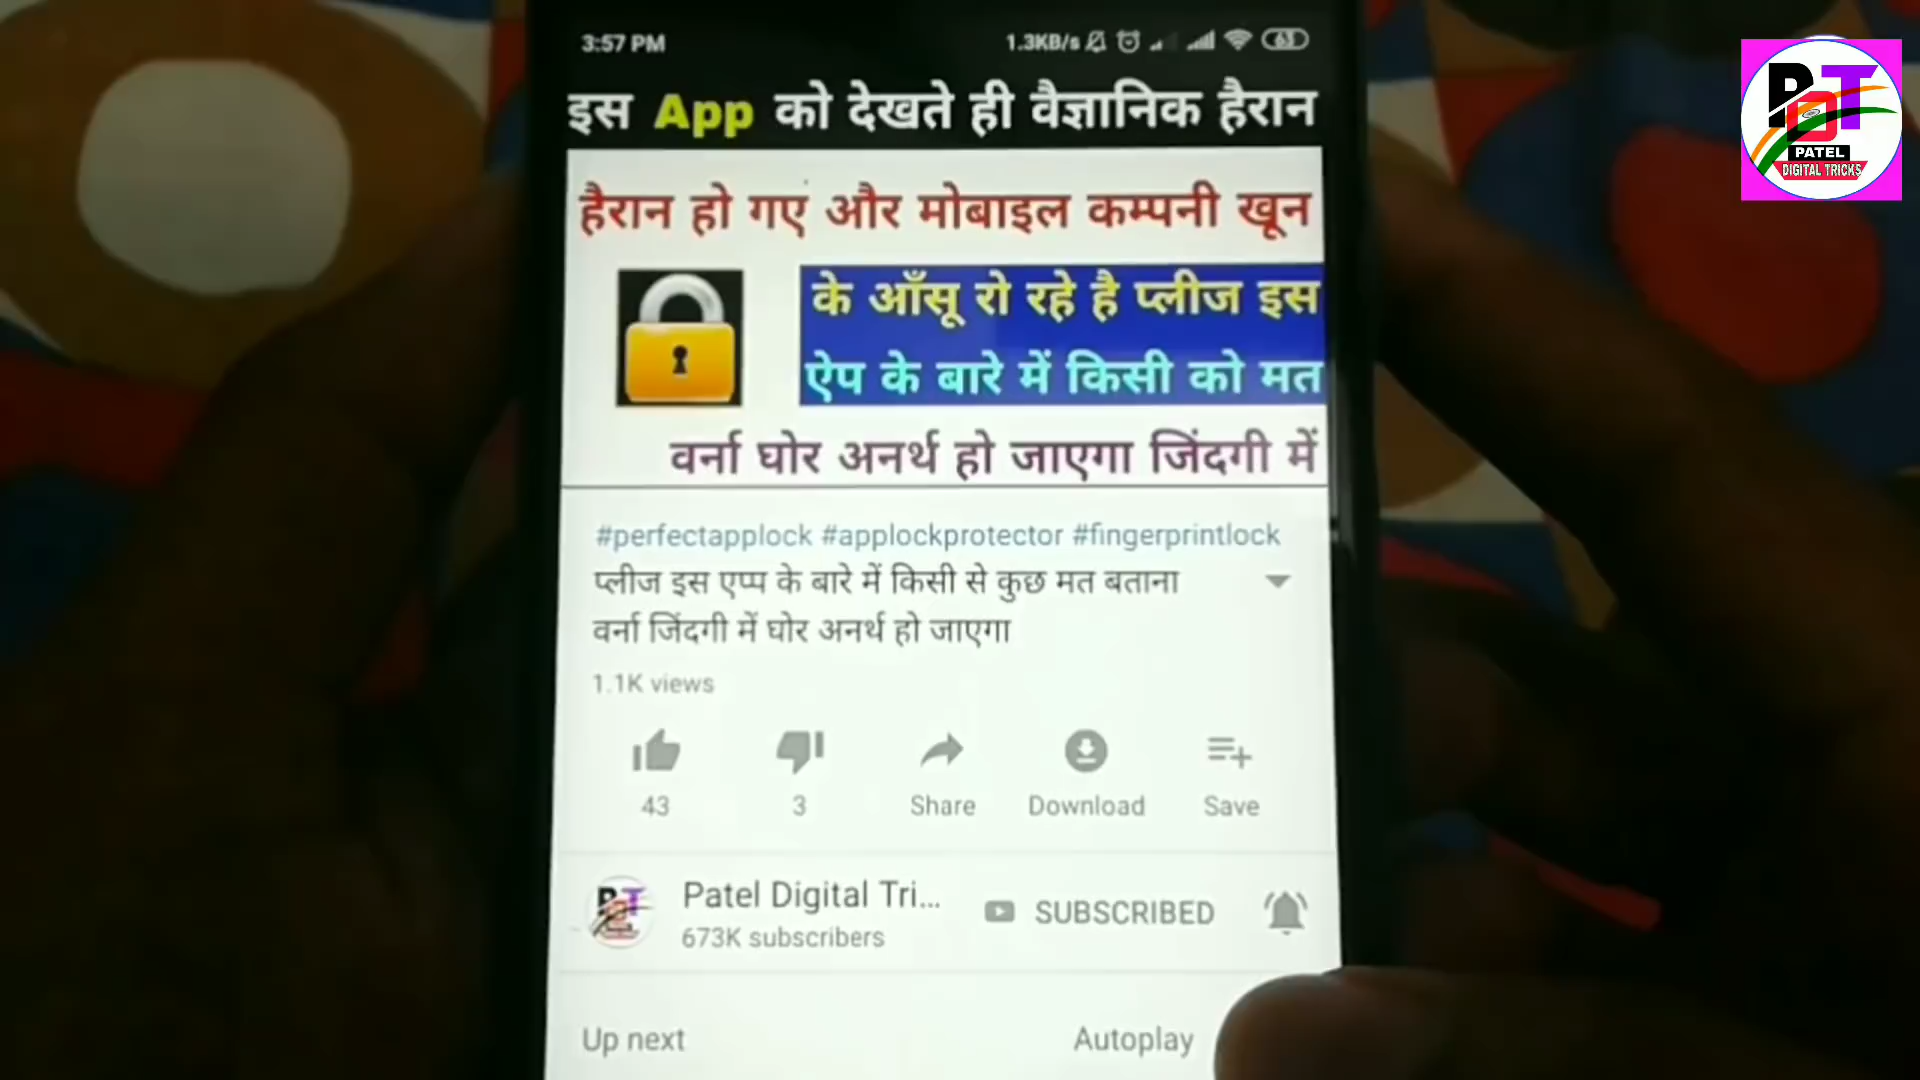 3:57 PM
1.3KB/s
63
इस App को देखते ही वैज्ञानिक हैरान
हैरान हो गए और मोबाइल कम्पनी खून
के आँसू रो रहे है प्लीज इस
ऐप के बारे में किसी को मत
वर्ना घोर अनर्थ हो जाएगा जिंदगी में
#perfectapplock #applockprotector #fingerprintlock
प्लीज इस एप्प के बारे में किसी से कुछ मत बताना
वर्ना जिंदगी में घोर अनर्थ हो जाएगा
1.1K views
43
3
Share
Download
Save
Patel Digital Tri...
673K subscribers
SUBSCRIBED
Up next
Autoplay
PDT
PATEL
DIGITAL TRICKS